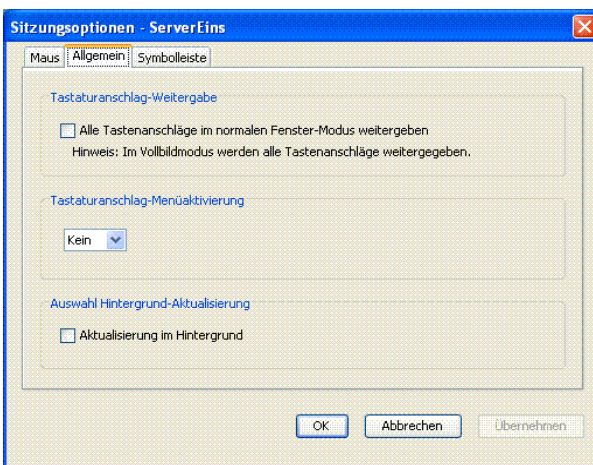 Sitzungsoptionen - ServerEins
Maus Allgemein Symbolleiste
Tastaturanschlag-Weitergabe
Alle Tastenanschläge im normalen Fenster-Modus weitergeben
Hinweis: Im Vollbildmodus werden alle Tastenanschläge weitergegeben.
Tastaturanschlag-Menüaktivierung
Kein
Auswahl Hintergrund-Aktualisierung
Aktualisierung im Hintergrund
OK Abbrechen Übernehmen